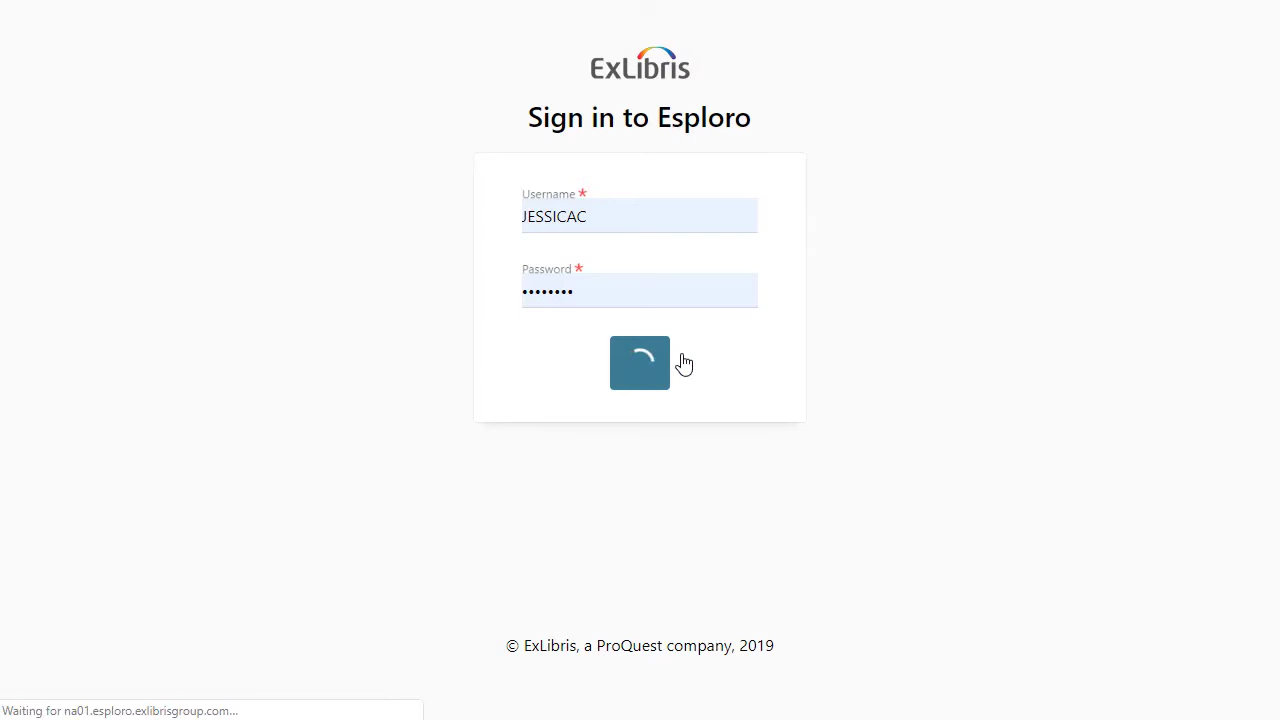 ExLibris
Sign in to Esploro
Username *
JESSICAC
Password *
••••••••
© ExLibris, a ProQuest company, 2019
Waiting for na01.esploro.exlibrisgroup.com...